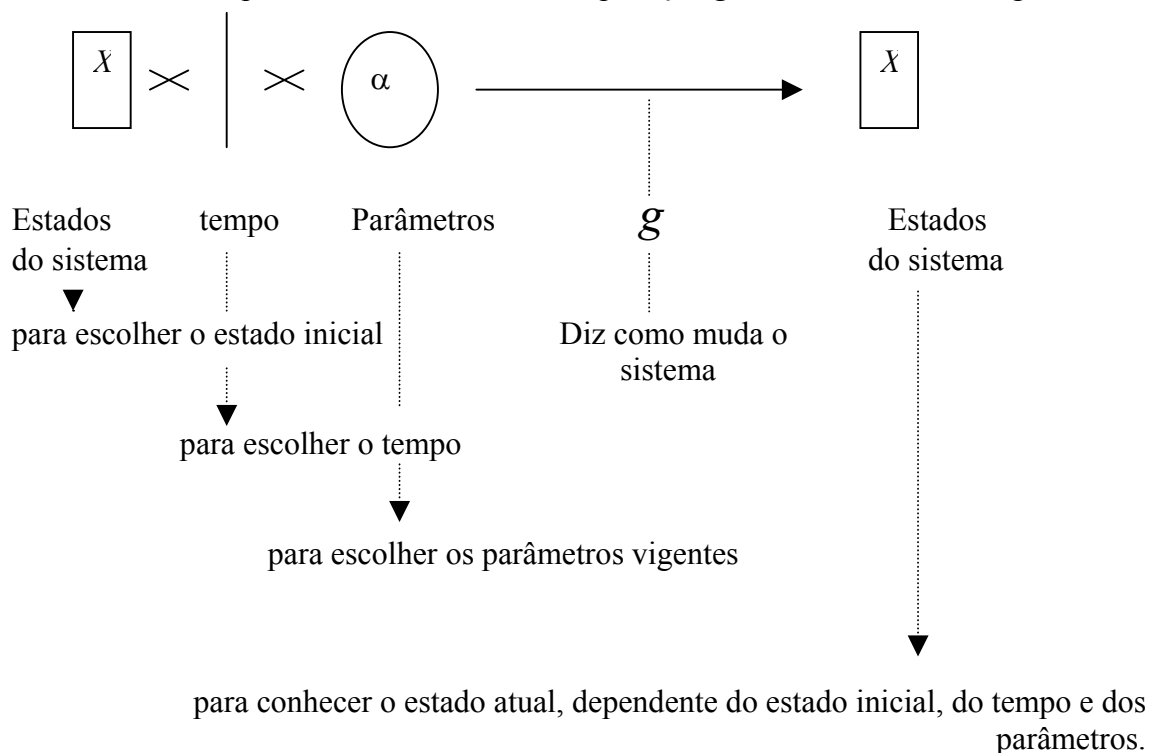 X α X
Estados tempo Parâmetros g Estados
do sistema do sistema
para escolher o estado inicial Diz como muda o
sistema
para escolher o tempo
para escolher os parâmetros vigentes
para conhecer o estado atual, dependente do estado inicial, do tempo e dos
parâmetros.